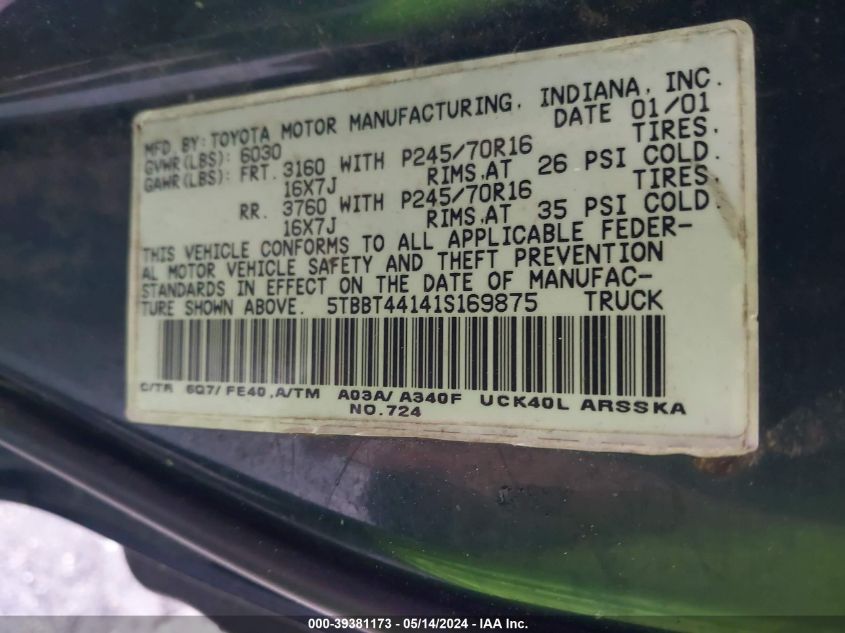 MFD. BY: TOYOTA MOTOR MANUFACTURING, INDIANA, INC.
DATE 01/01
GVWR(LBS): 6030
GAWR(LBS): FRT. 3160 WITH P245/70R16 TIRES,
16X7J RIMS,AT 26 PSI COLD.
RR. 3760 WITH P245/70R16 TIRES,
16X7J RIMS,AT 35 PSI COLD.
THIS VEHICLE CONFORMS TO ALL APPLICABLE FEDER-
AL MOTOR VEHICLE SAFETY AND THEFT PREVENTION
STANDARDS IN EFFECT ON THE DATE OF MANUFAC-
TURE SHOWN ABOVE. 5TBBT44141S169875 TRUCK
C/TR 6Q7/FE40 ,A/TM A03A/A340F UCK40L ARSSKA
NO.724
000-39381173 — 05/14/2024 — IAA Inc.